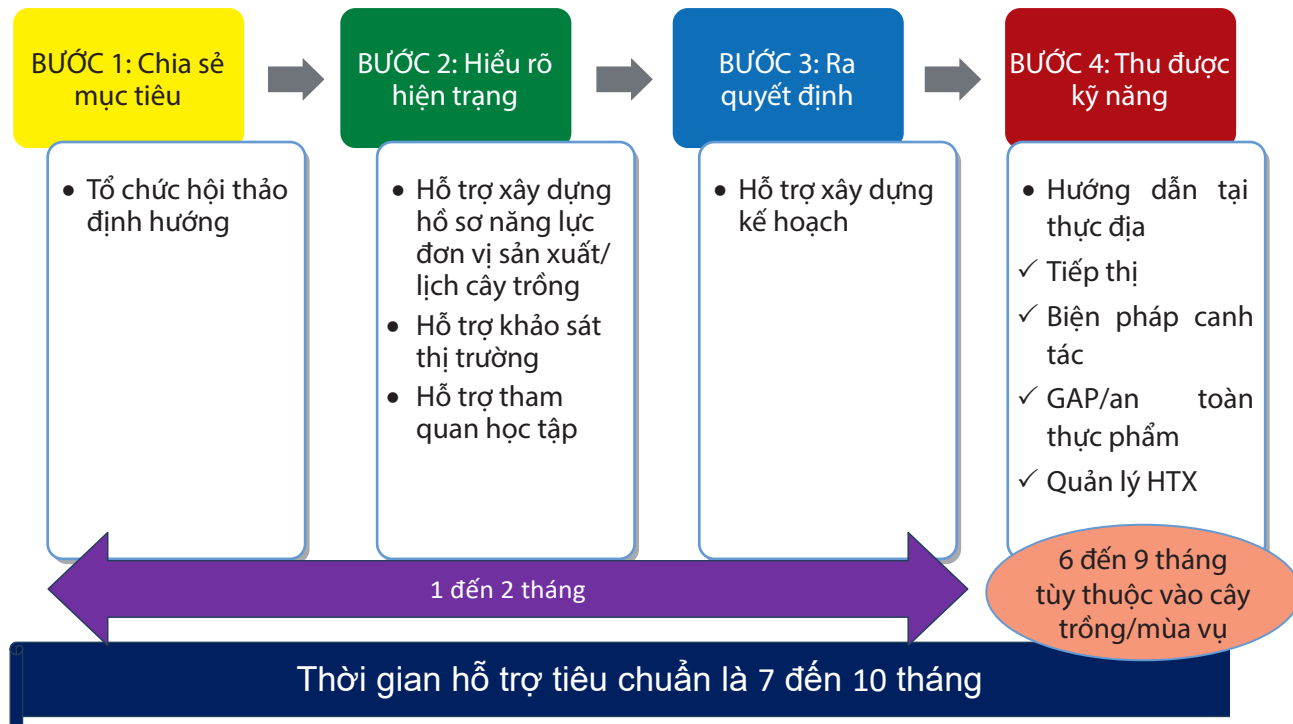 BƯỚC 1: Chia sẻ
mục tiêu
BƯỚC 2: Hiểu rõ
hiện trạng
BƯỚC 3: Ra
quyết định
BƯỚC 4: Thu được
kỹ năng
• Tổ chức hội thảo
định hướng
• Hỗ trợ xây dựng
hồ sơ năng lực
đơn vị sản xuất/
lịch cây trồng
• Hỗ trợ khảo sát
thị trường
• Hỗ trợ tham
quan học tập
• Hỗ trợ xây dựng
kế hoạch
• Hướng dẫn tại
thực địa
✓ Tiếp thị
✓ Biện pháp canh
tác
✓ GAP/an toàn
thực phẩm
✓ Quản lý HTX
1 đến 2 tháng
6 đến 9 tháng
tùy thuộc vào cây
trồng/mùa vụ
Thời gian hỗ trợ tiêu chuẩn là 7 đến 10 tháng